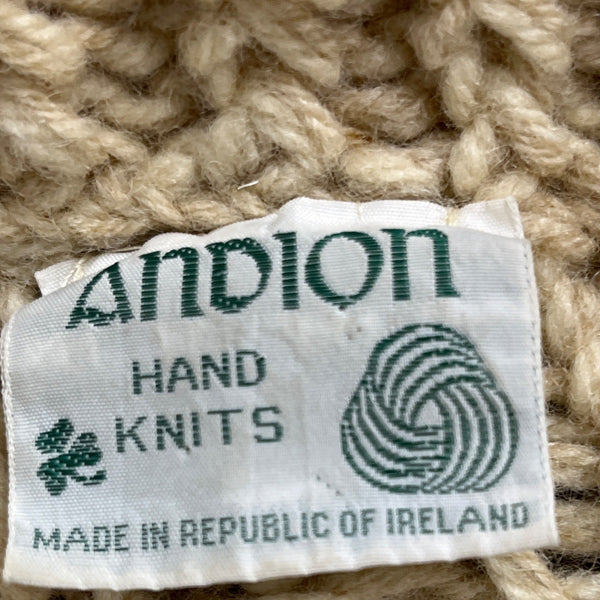 ANDION
HAND
KNITS
MADE IN REPUBLIC OF IRELAND